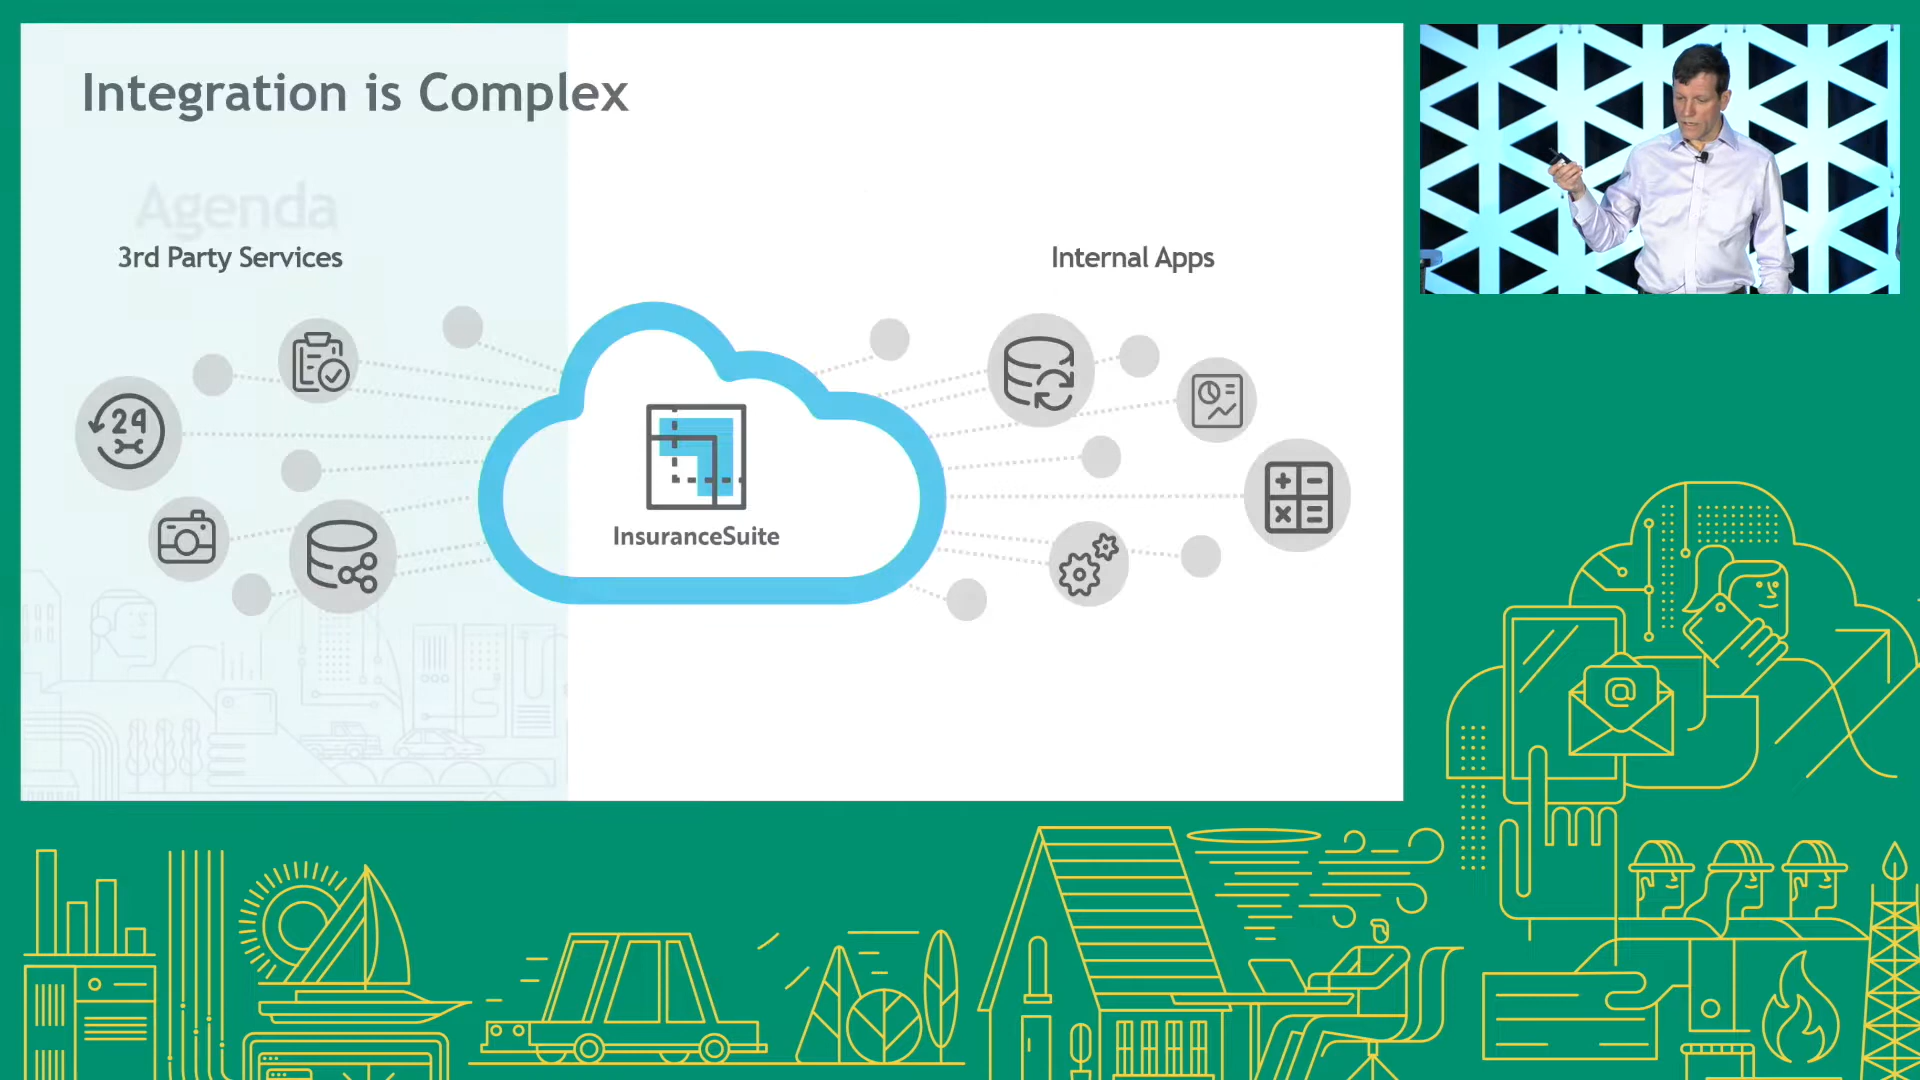 Integration is Complex
Agenda
3rd Party Services
Internal Apps
24
InsuranceSuite
@